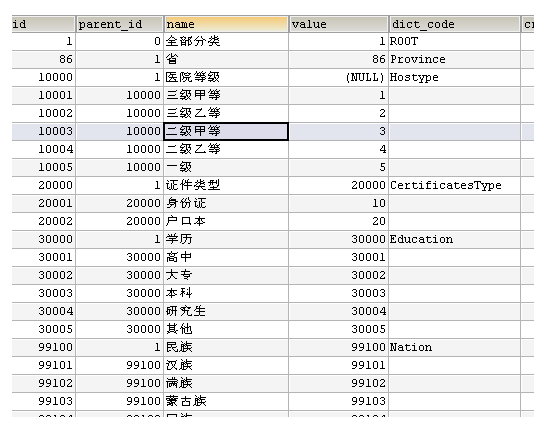 id parent_id name value dict_code
1 0 全部分类 1 ROOT
86 1 省 86 Province
10000 1 医院等级 (NULL) Hostype
10001 10000 三级甲等 1
10002 10000 三级乙等 2
10003 10000 二级甲等 3
10004 10000 二级乙等 4
10005 10000 一级 5
20000 1 证件类型 20000 CertificatesType
20001 20000 身份证 10
20002 20000 户口本 20
30000 1 学历 30000 Education
30001 30000 高中 30001
30002 30000 大专 30002
30003 30000 本科 30003
30004 30000 研究生 30004
30005 30000 其他 30005
99100 1 民族 99100 Nation
99101 99100 汉族 99101
99102 99100 满族 99102
99103 99100 蒙古族 99103